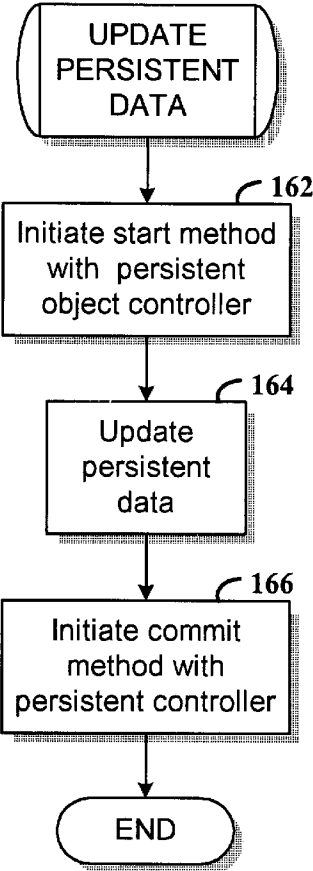 UPDATE
PERSISTENT
DATA
162
Initiate start method
with persistent
object controller
164
Update
persistent
data
166
Initiate commit
method with
persistent controller
END